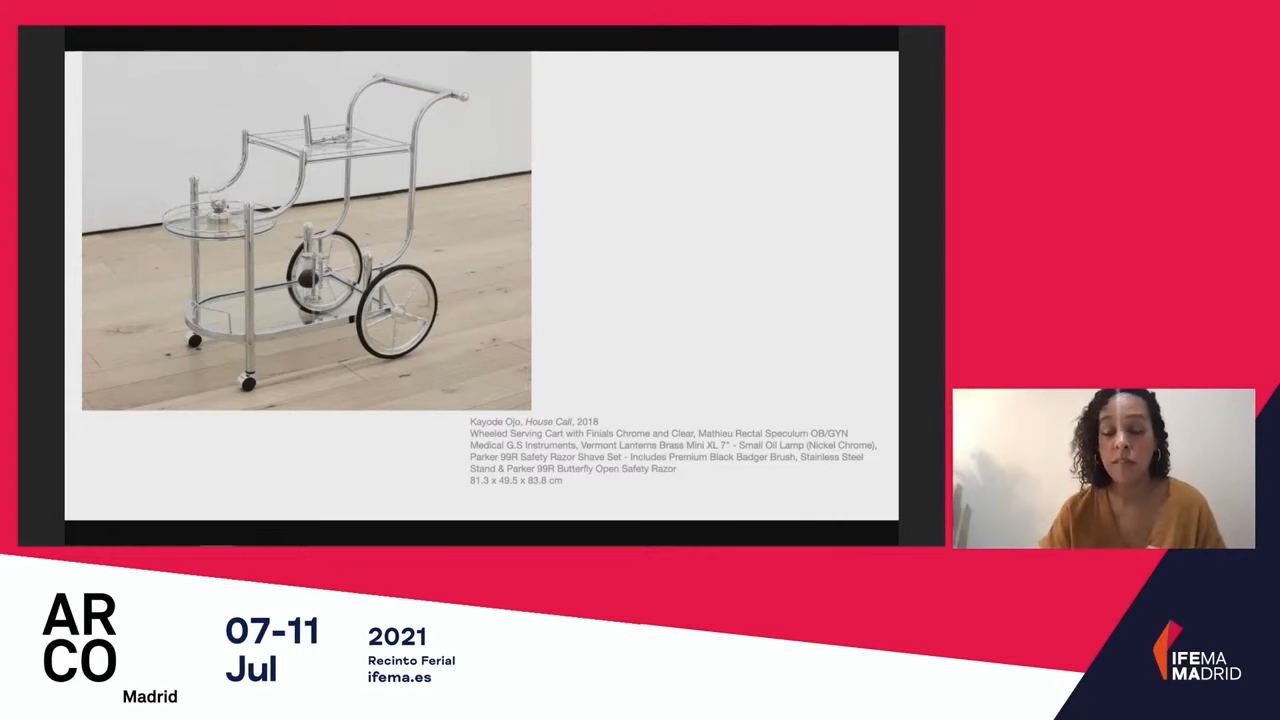 Kayode Ojo, House Call, 2018
Wheeled Serving Cart with Finials Chrome and Clear, Mathieu Rectal Speculum OB/GYN
Medical G.S Instruments, Vermont Lanterns Brass Mini XL 7" - Small Oil Lamp (Nickel Chrome),
Parker 99R Safety Razor Shave Set - Includes Premium Black Badger Brush, Stainless Steel
Stand & Parker 99R Butterfly Open Safety Razor
81.3 x 49.5 x 83.8 cm
AR
CO
Madrid
07-11
Jul
2021
Recinto Ferial
ifema.es
IFEMA
MADRID